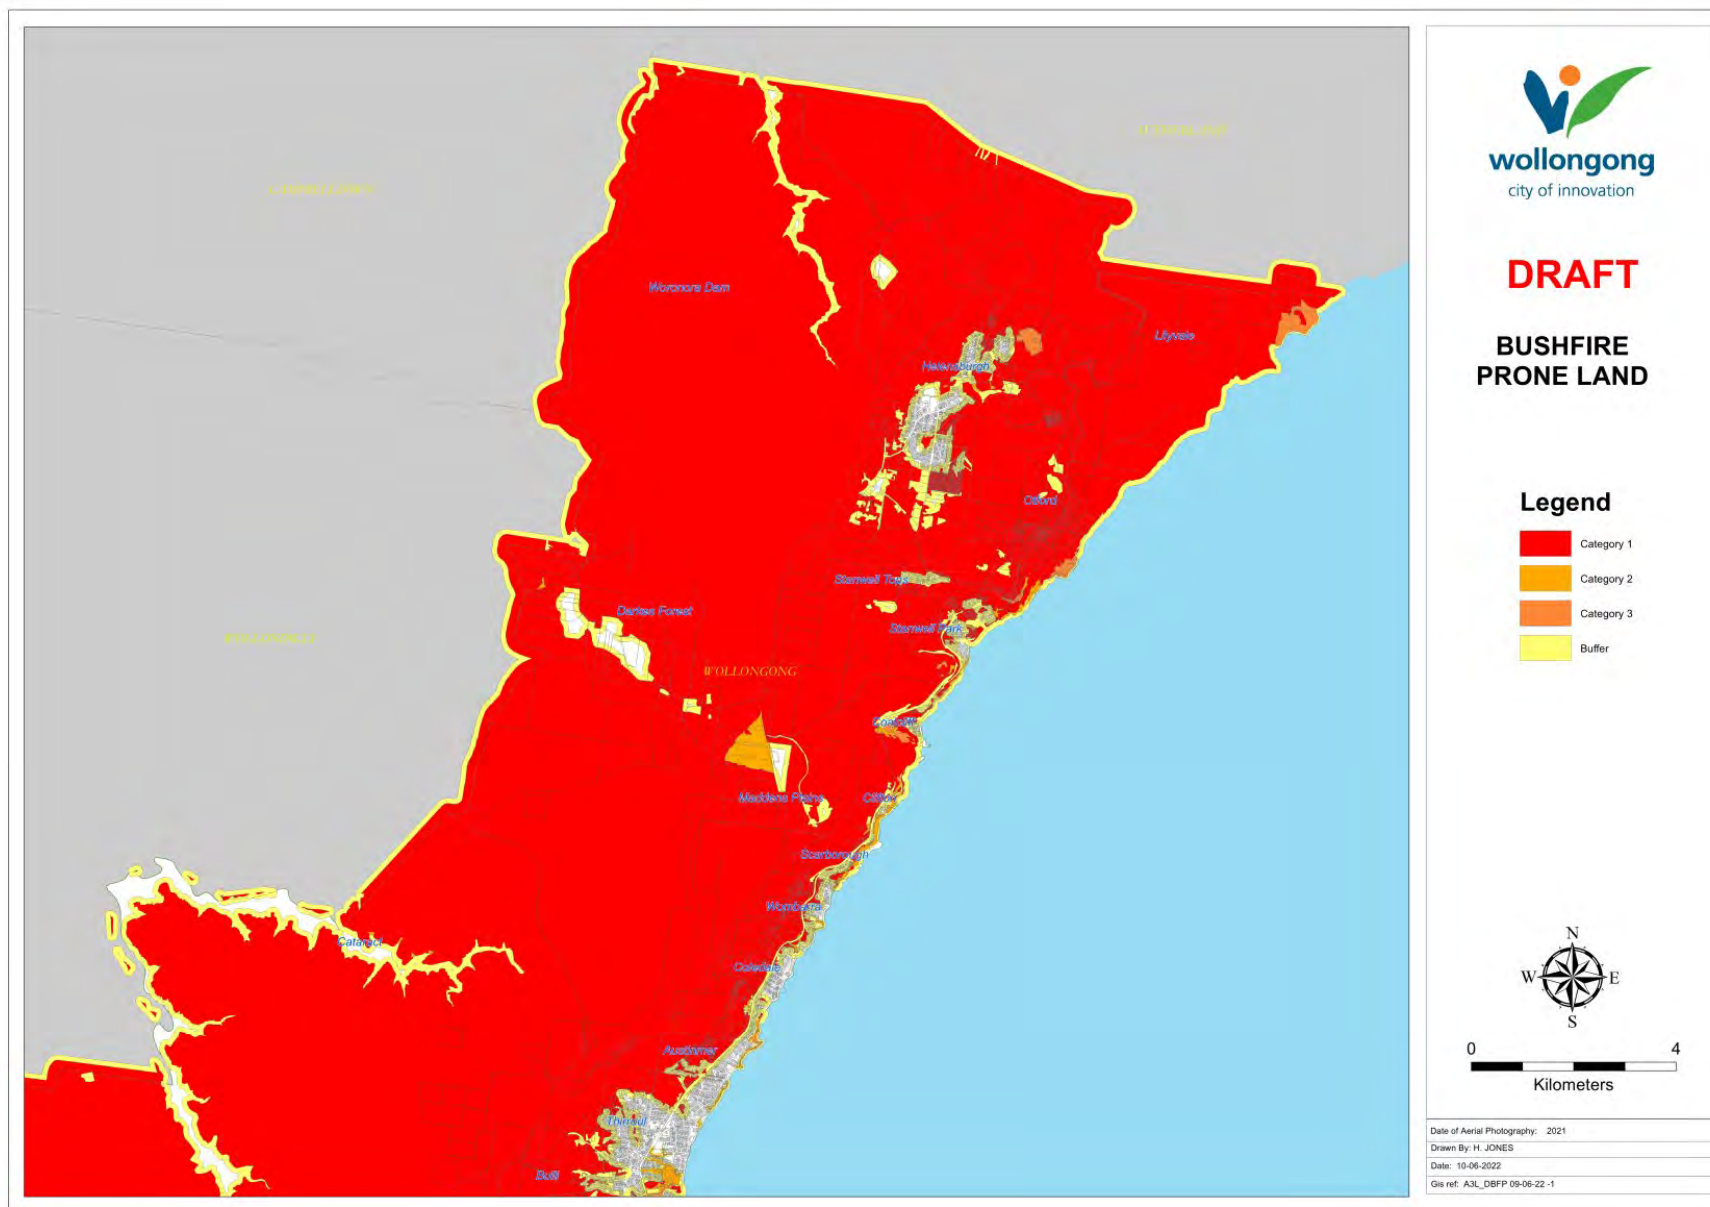 CAMPBELLTOWN
SUTHERLAND
Woronora Dam
Lilyvale
Helensburgh
Otford
Stanwell Tops
Darkes Forest
Stanwell Park
WOLLONDILLY
WOLLONGONG
Coalcliff
Maddens Plains
Clifton
Scarborough
Wombarra
Cataract
Coledale
Austinmer
Thirroul
Bulli
wollongong
city of innovation
DRAFT
BUSHFIRE
PRONE LAND
Legend
Category 1
Category 2
Category 3
Buffer
N
W
E
S
0
4
Kilometers
Date of Aerial Photography: 2021
Drawn By: H. JONES
Date: 10-06-2022
Gis ref: A3L_DBFP 09-06-22 -1